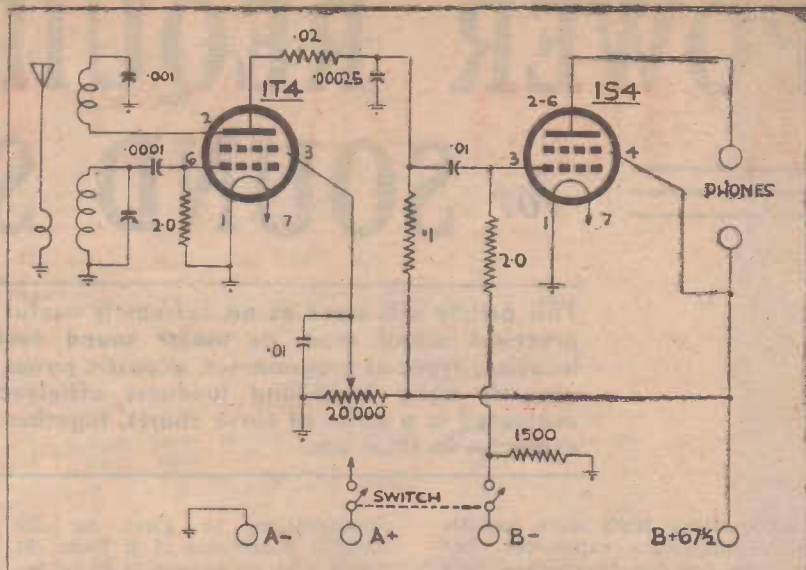 .02
.001
1T4
.00025
1S4
2-6
2
.0001
6
3
.01
3
4
PHONES
2.0
1
7
.1
2.0
1
7
.01
20,000
1500
SWITCH
A-
A+
B-
B+67½